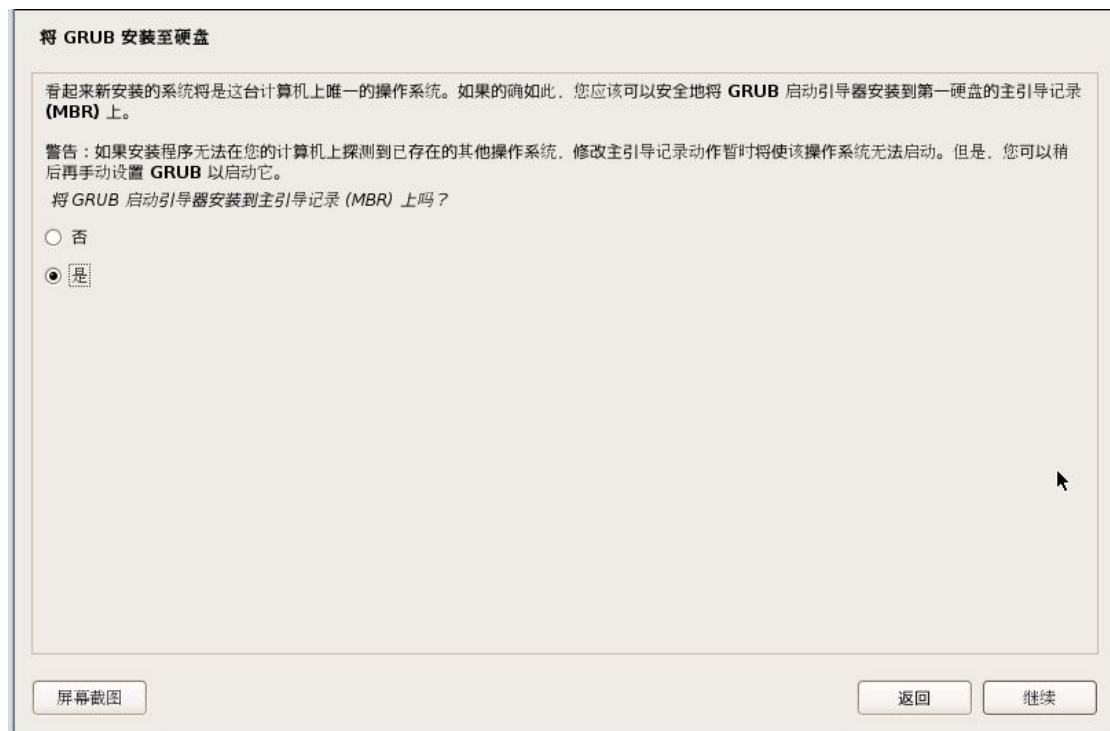 将 GRUB 安装至硬盘
看起来新安装的系统将是这台计算机上唯一的操作系统。如果的确如此，您应该可以安全地将 GRUB 启动引导器安装到第一硬盘的主引导记录
(MBR) 上。
警告：如果安装程序无法在您的计算机上探测到已存在的其他操作系统，修改主引导记录动作暂时将使该操作系统无法启动。但是，您可以稍
后再手动设置 GRUB 以启动它。
将 GRUB 启动引导器安装到主引导记录 (MBR) 上吗？
否
是
屏幕截图
返回
继续